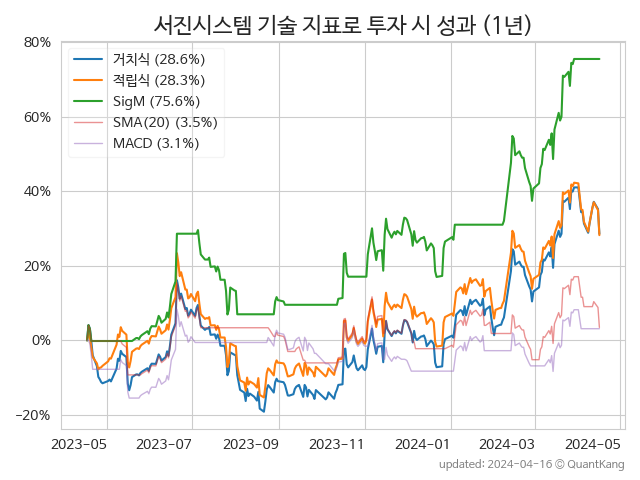 서진시스템 기술 지표로 투자 시 성과 (1년)
80%
60%
40%
20%
0%
−20%
거치식 (28.6%)
적립식 (28.3%)
SigM (75.6%)
SMA(20) (3.5%)
MACD (3.1%)
2023-05 2023-07 2023-09 2023-11 2024-01 2024-03 2024-05
updated: 2024-04-16 © QuantKang